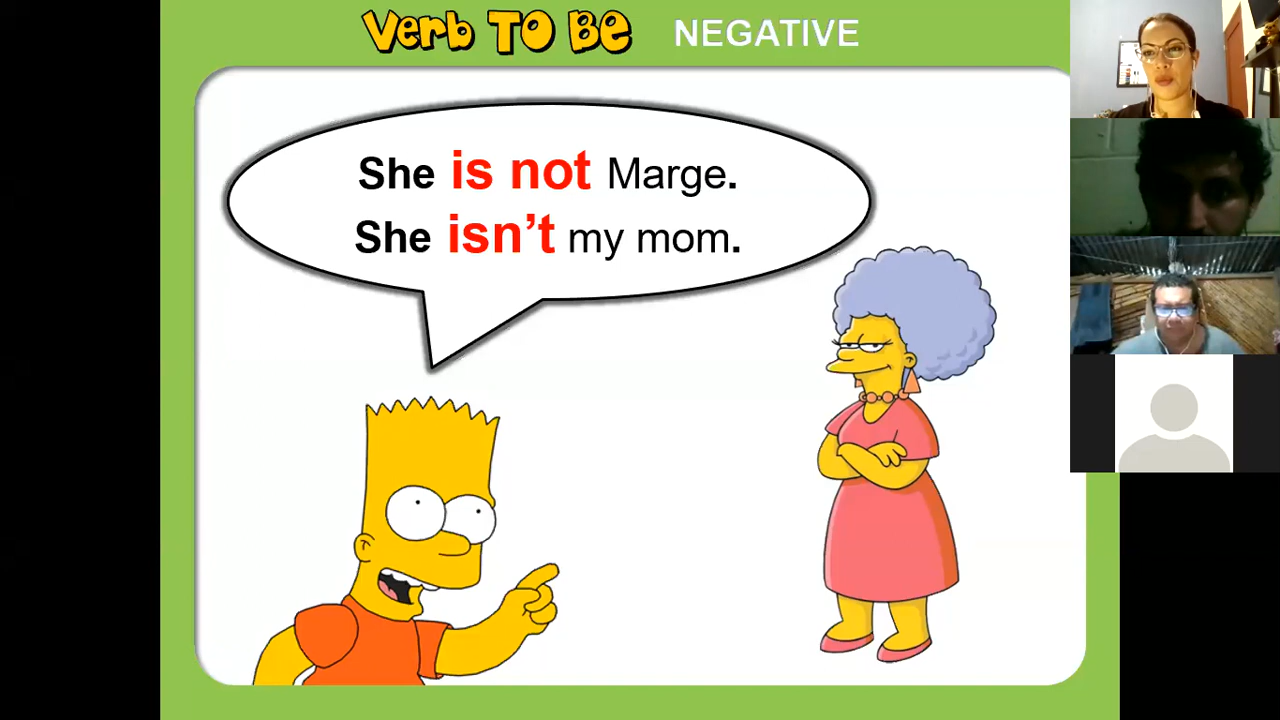 Verb TO BE NEGATIVE
She is not Marge.
She isn’t my mom.